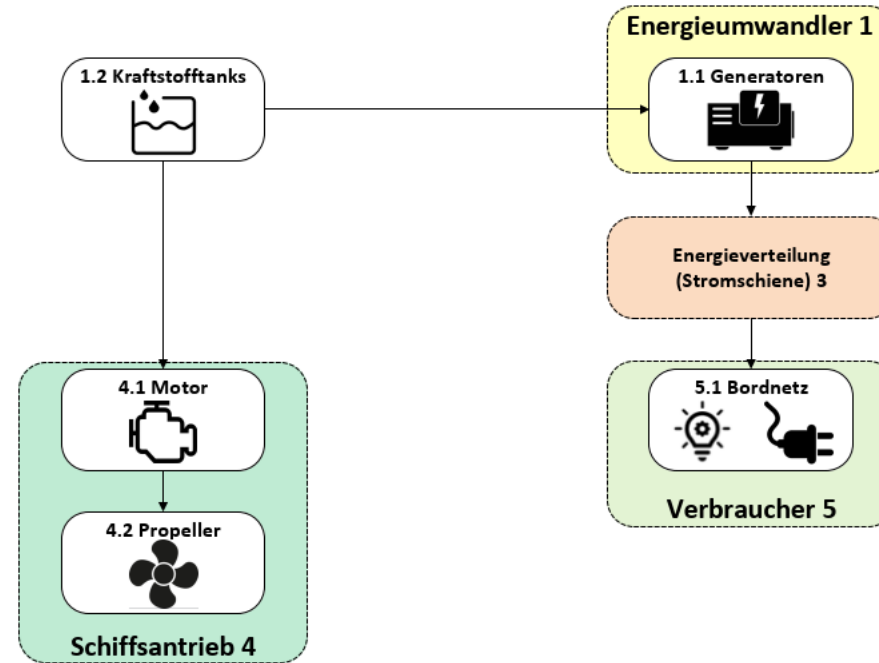 Energieumwandler 1
1.2 Kraftstofftanks
1.1 Generatoren
Energieverteilung
(Stromschiene) 3
4.1 Motor
5.1 Bordnetz
Verbraucher 5
4.2 Propeller
Schiffsantrieb 4